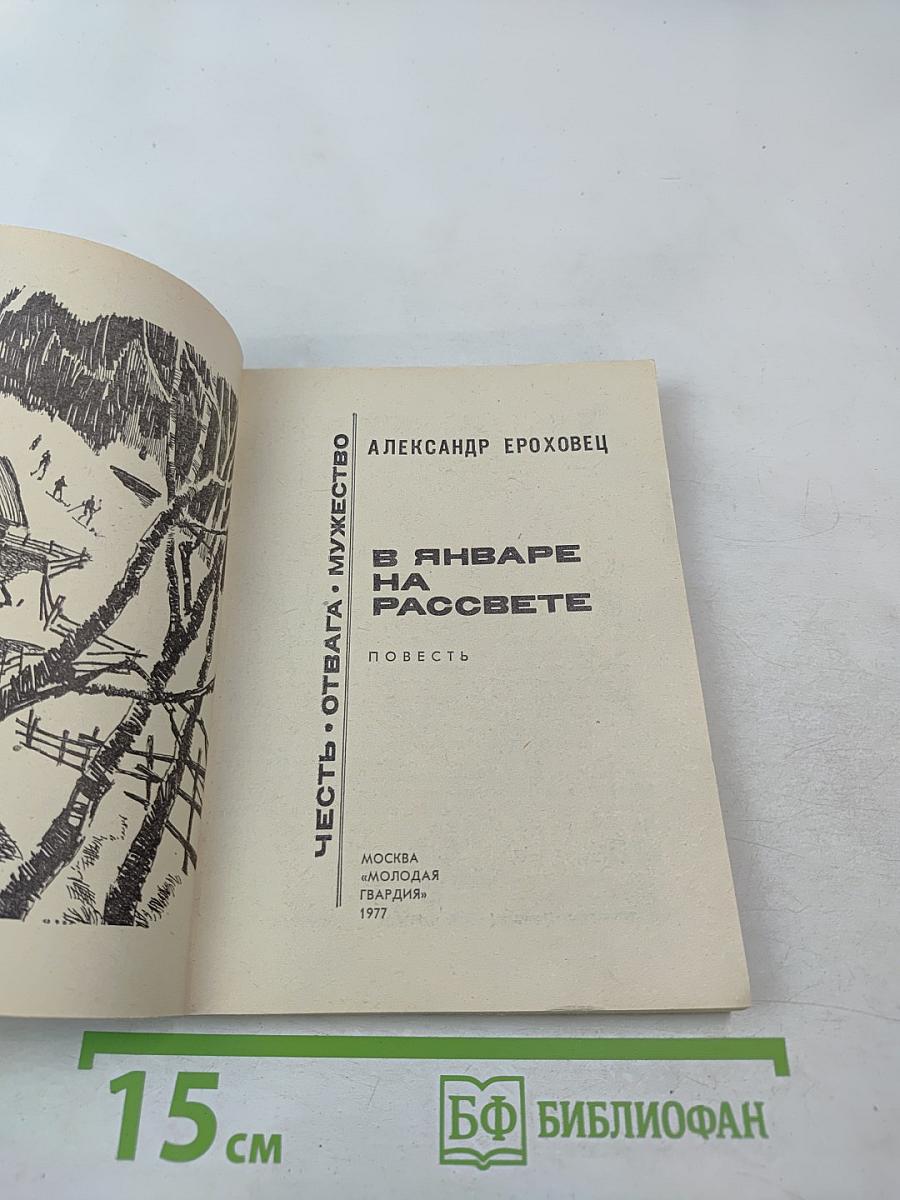 ЧЕСТЬ · ОТВАГА · МУЖЕСТВО
АЛЕКСАНДР ЕРОХОВЕЦ
В ЯНВАРЕ
НА
РАССВЕТЕ
ПОВЕСТЬ
МОСКВА
«МОЛОДАЯ
ГВАРДИЯ»
1977
15 см
БФ БИБЛИОФАН